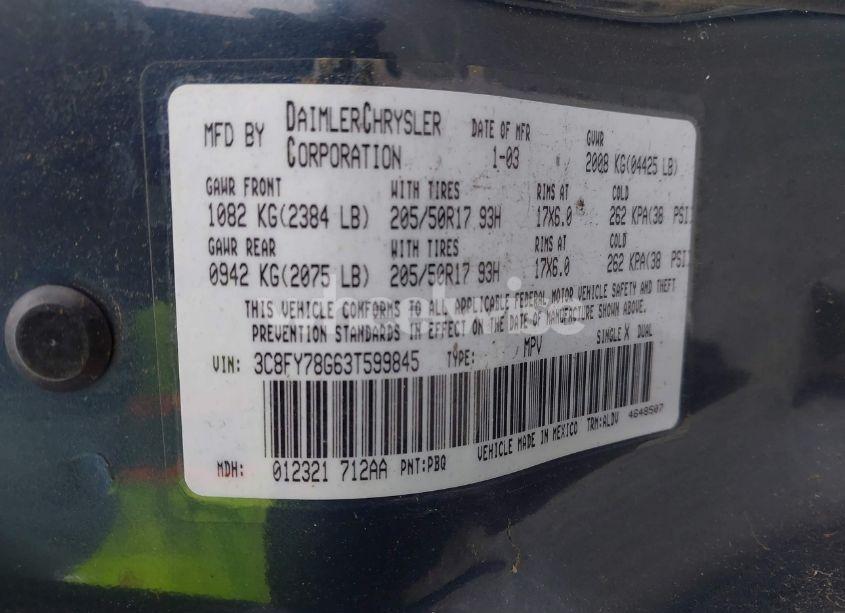 MFD BY DAIMLERCHRYSLER CORPORATION DATE OF MFR 1-03 GVWR 2008 KG(04425 LB)
GAWR FRONT WITH TIRES RIMS AT COLD
1082 KG(2384 LB) 205/50R17 93H 17X6.0 262 KPA(38 PSI)
GAWR REAR WITH TIRES RIMS AT COLD
0942 KG(2075 LB) 205/50R17 93H 17X6.0 262 KPA(38 PSI)
THIS VEHICLE CONFORMS TO ALL APPLICABLE FEDERAL MOTOR VEHICLE SAFETY AND THEFT
PREVENTION STANDARDS IN EFFECT ON THE DATE OF MANUFACTURE SHOWN ABOVE.
VIN: 3C8FY78G63T599845 TYPE: MPV SINGLE X DUAL
MDH: 012321 712AA PNT:PBQ VEHICLE MADE IN MEXICO TRM:ALDV 4648507